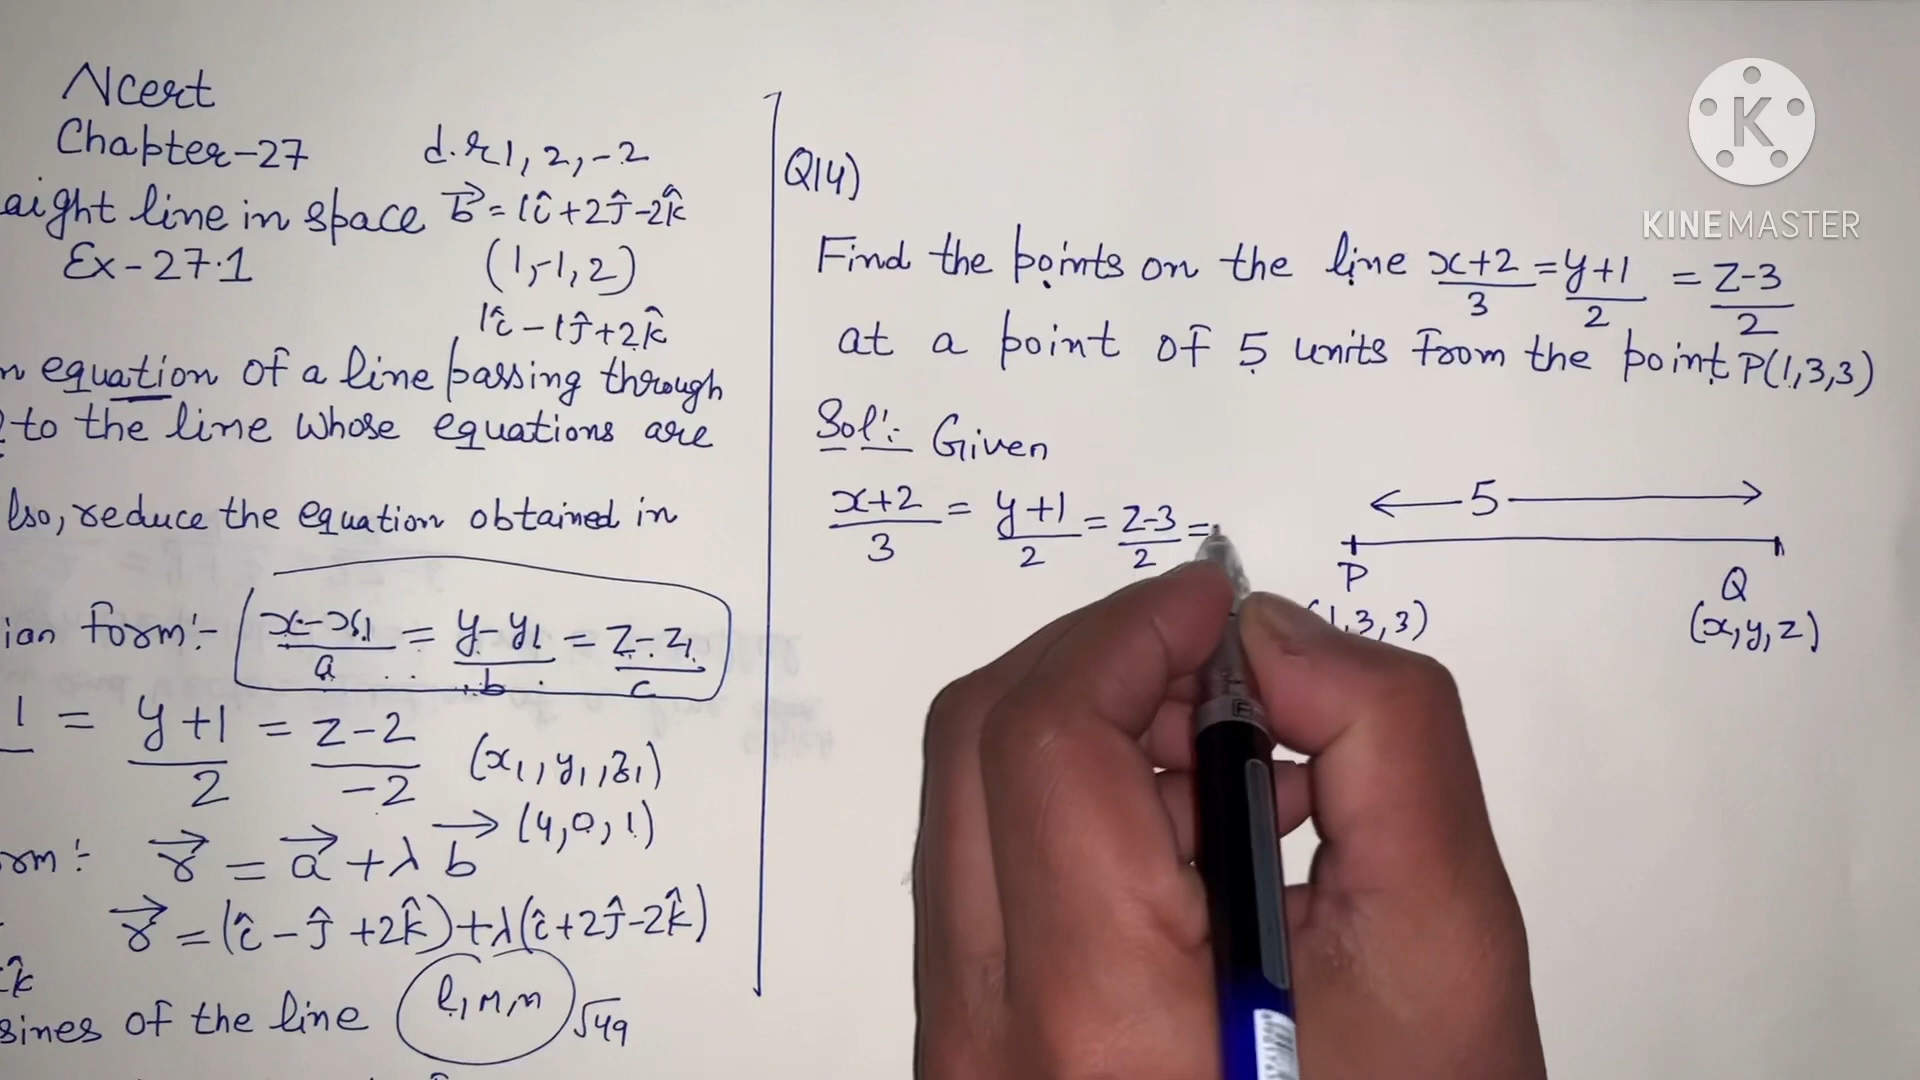 Ncert
Chapter-27
d.r 1, 2, -2
aight line in space
b⃗ = 1î+2ĵ-2k̂
Ex-27.1
(1,-1,2)
1î-1ĵ+2k̂
n equation of a line passing through
to the line whose equations are
lso, reduce the equation obtained in
ian form:- x-x1/a = y-y1/b = z-z1/c
1 = y+1/2 = z-2/-2
(x1, y1, z1)
(4,0,1)
orm:- r⃗ = a⃗ + λ b⃗
r⃗ = (î-ĵ+2k̂)+λ(î+2ĵ-2k̂)
k̂
sines of the line
l,m,n
√49
Q14)
Find the points on the line x+2/3 = y+1/2 = z-3/2
at a point of 5 units from the point P(1,3,3)
Sol':- Given
x+2/3 = y+1/2 = z-3/2 =
5
P
Q
1,3,3)
(x,y,z)
K
KINEMASTER